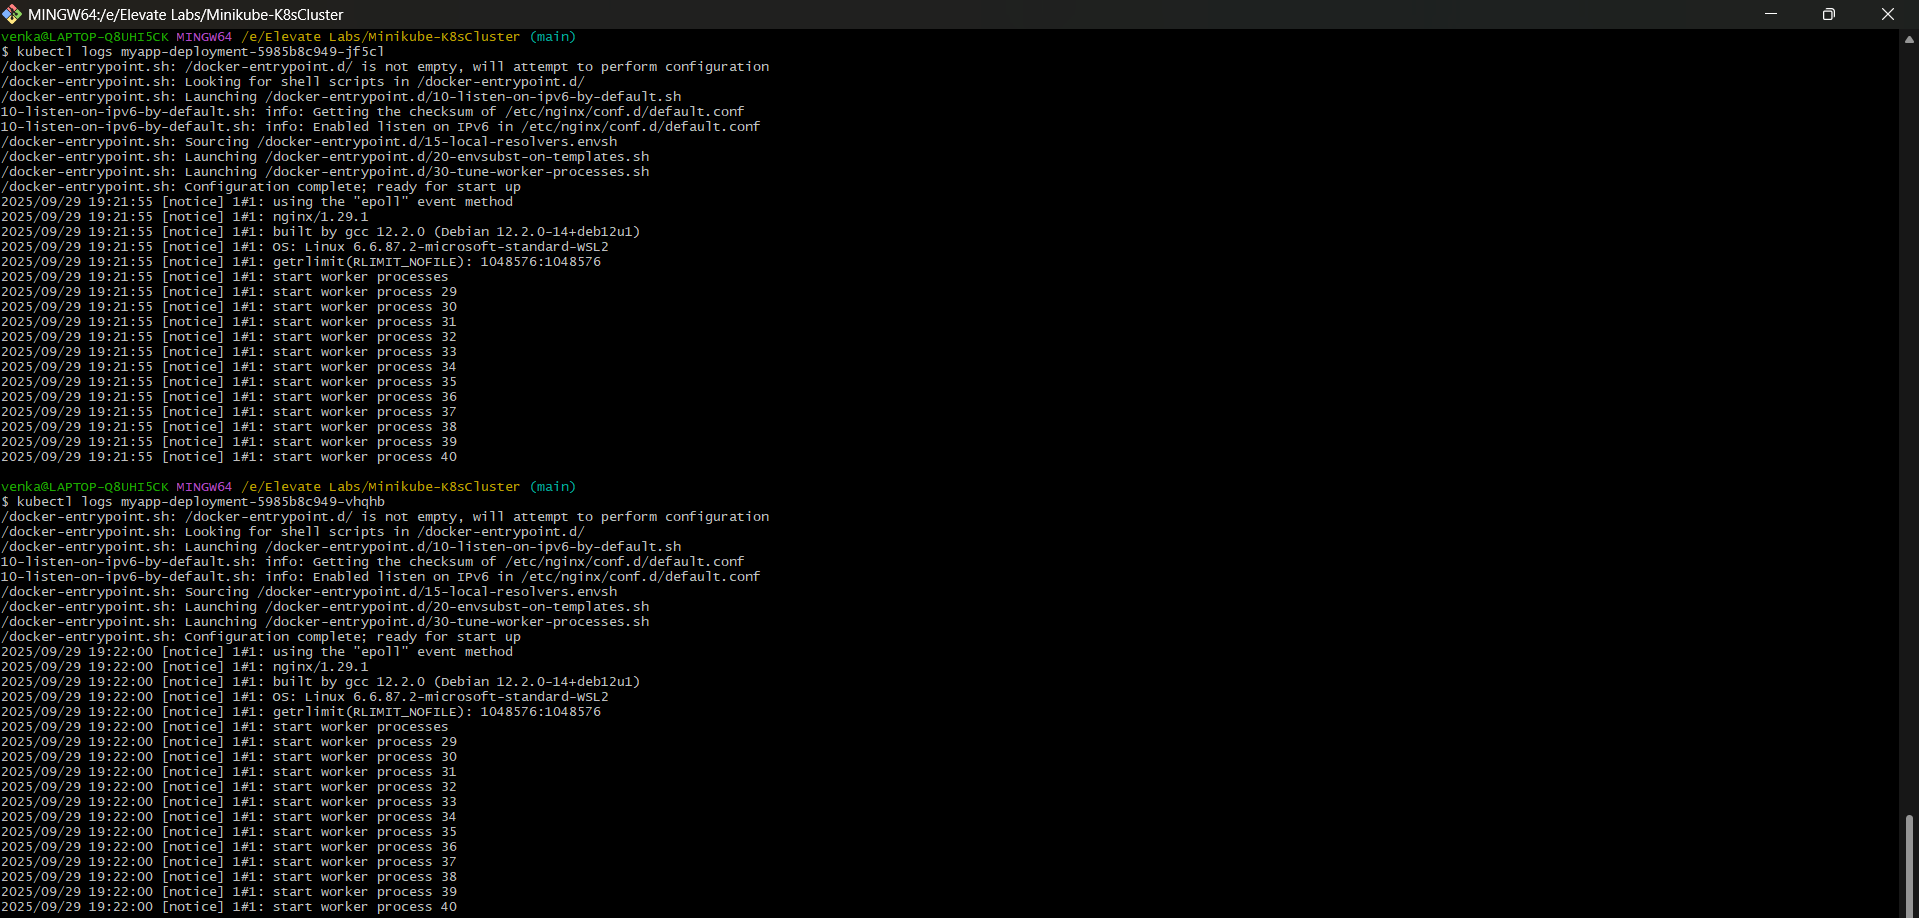 MINGW64:/e/Elevate Labs/Minikube-K8sCluster
venka@LAPTOP-Q8UHI5CK MINGW64 /e/Elevate Labs/Minikube-K8sCluster (main)
$ kubectl logs myapp-deployment-5985b8c949-jf5cl
/docker-entrypoint.sh: /docker-entrypoint.d/ is not empty, will attempt to perform configuration
/docker-entrypoint.sh: Looking for shell scripts in /docker-entrypoint.d/
/docker-entrypoint.sh: Launching /docker-entrypoint.d/10-listen-on-ipv6-by-default.sh
10-listen-on-ipv6-by-default.sh: info: Getting the checksum of /etc/nginx/conf.d/default.conf
10-listen-on-ipv6-by-default.sh: info: Enabled listen on IPv6 in /etc/nginx/conf.d/default.conf
/docker-entrypoint.sh: Sourcing /docker-entrypoint.d/15-local-resolvers.envsh
/docker-entrypoint.sh: Launching /docker-entrypoint.d/20-envsubst-on-templates.sh
/docker-entrypoint.sh: Launching /docker-entrypoint.d/30-tune-worker-processes.sh
/docker-entrypoint.sh: Configuration complete; ready for start up
2025/09/29 19:21:55 [notice] 1#1: using the "epoll" event method
2025/09/29 19:21:55 [notice] 1#1: nginx/1.29.1
2025/09/29 19:21:55 [notice] 1#1: built by gcc 12.2.0 (Debian 12.2.0-14+deb12u1)
2025/09/29 19:21:55 [notice] 1#1: OS: Linux 6.6.87.2-microsoft-standard-WSL2
2025/09/29 19:21:55 [notice] 1#1: getrlimit(RLIMIT_NOFILE): 1048576:1048576
2025/09/29 19:21:55 [notice] 1#1: start worker processes
2025/09/29 19:21:55 [notice] 1#1: start worker process 29
2025/09/29 19:21:55 [notice] 1#1: start worker process 30
2025/09/29 19:21:55 [notice] 1#1: start worker process 31
2025/09/29 19:21:55 [notice] 1#1: start worker process 32
2025/09/29 19:21:55 [notice] 1#1: start worker process 33
2025/09/29 19:21:55 [notice] 1#1: start worker process 34
2025/09/29 19:21:55 [notice] 1#1: start worker process 35
2025/09/29 19:21:55 [notice] 1#1: start worker process 36
2025/09/29 19:21:55 [notice] 1#1: start worker process 37
2025/09/29 19:21:55 [notice] 1#1: start worker process 38
2025/09/29 19:21:55 [notice] 1#1: start worker process 39
2025/09/29 19:21:55 [notice] 1#1: start worker process 40
venka@LAPTOP-Q8UHI5CK MINGW64 /e/Elevate Labs/Minikube-K8sCluster (main)
$ kubectl logs myapp-deployment-5985b8c949-vhqhb
/docker-entrypoint.sh: /docker-entrypoint.d/ is not empty, will attempt to perform configuration
/docker-entrypoint.sh: Looking for shell scripts in /docker-entrypoint.d/
/docker-entrypoint.sh: Launching /docker-entrypoint.d/10-listen-on-ipv6-by-default.sh
10-listen-on-ipv6-by-default.sh: info: Getting the checksum of /etc/nginx/conf.d/default.conf
10-listen-on-ipv6-by-default.sh: info: Enabled listen on IPv6 in /etc/nginx/conf.d/default.conf
/docker-entrypoint.sh: Sourcing /docker-entrypoint.d/15-local-resolvers.envsh
/docker-entrypoint.sh: Launching /docker-entrypoint.d/20-envsubst-on-templates.sh
/docker-entrypoint.sh: Launching /docker-entrypoint.d/30-tune-worker-processes.sh
/docker-entrypoint.sh: Configuration complete; ready for start up
2025/09/29 19:22:00 [notice] 1#1: using the "epoll" event method
2025/09/29 19:22:00 [notice] 1#1: nginx/1.29.1
2025/09/29 19:22:00 [notice] 1#1: built by gcc 12.2.0 (Debian 12.2.0-14+deb12u1)
2025/09/29 19:22:00 [notice] 1#1: OS: Linux 6.6.87.2-microsoft-standard-WSL2
2025/09/29 19:22:00 [notice] 1#1: getrlimit(RLIMIT_NOFILE): 1048576:1048576
2025/09/29 19:22:00 [notice] 1#1: start worker processes
2025/09/29 19:22:00 [notice] 1#1: start worker process 29
2025/09/29 19:22:00 [notice] 1#1: start worker process 30
2025/09/29 19:22:00 [notice] 1#1: start worker process 31
2025/09/29 19:22:00 [notice] 1#1: start worker process 32
2025/09/29 19:22:00 [notice] 1#1: start worker process 33
2025/09/29 19:22:00 [notice] 1#1: start worker process 34
2025/09/29 19:22:00 [notice] 1#1: start worker process 35
2025/09/29 19:22:00 [notice] 1#1: start worker process 36
2025/09/29 19:22:00 [notice] 1#1: start worker process 37
2025/09/29 19:22:00 [notice] 1#1: start worker process 38
2025/09/29 19:22:00 [notice] 1#1: start worker process 39
2025/09/29 19:22:00 [notice] 1#1: start worker process 40